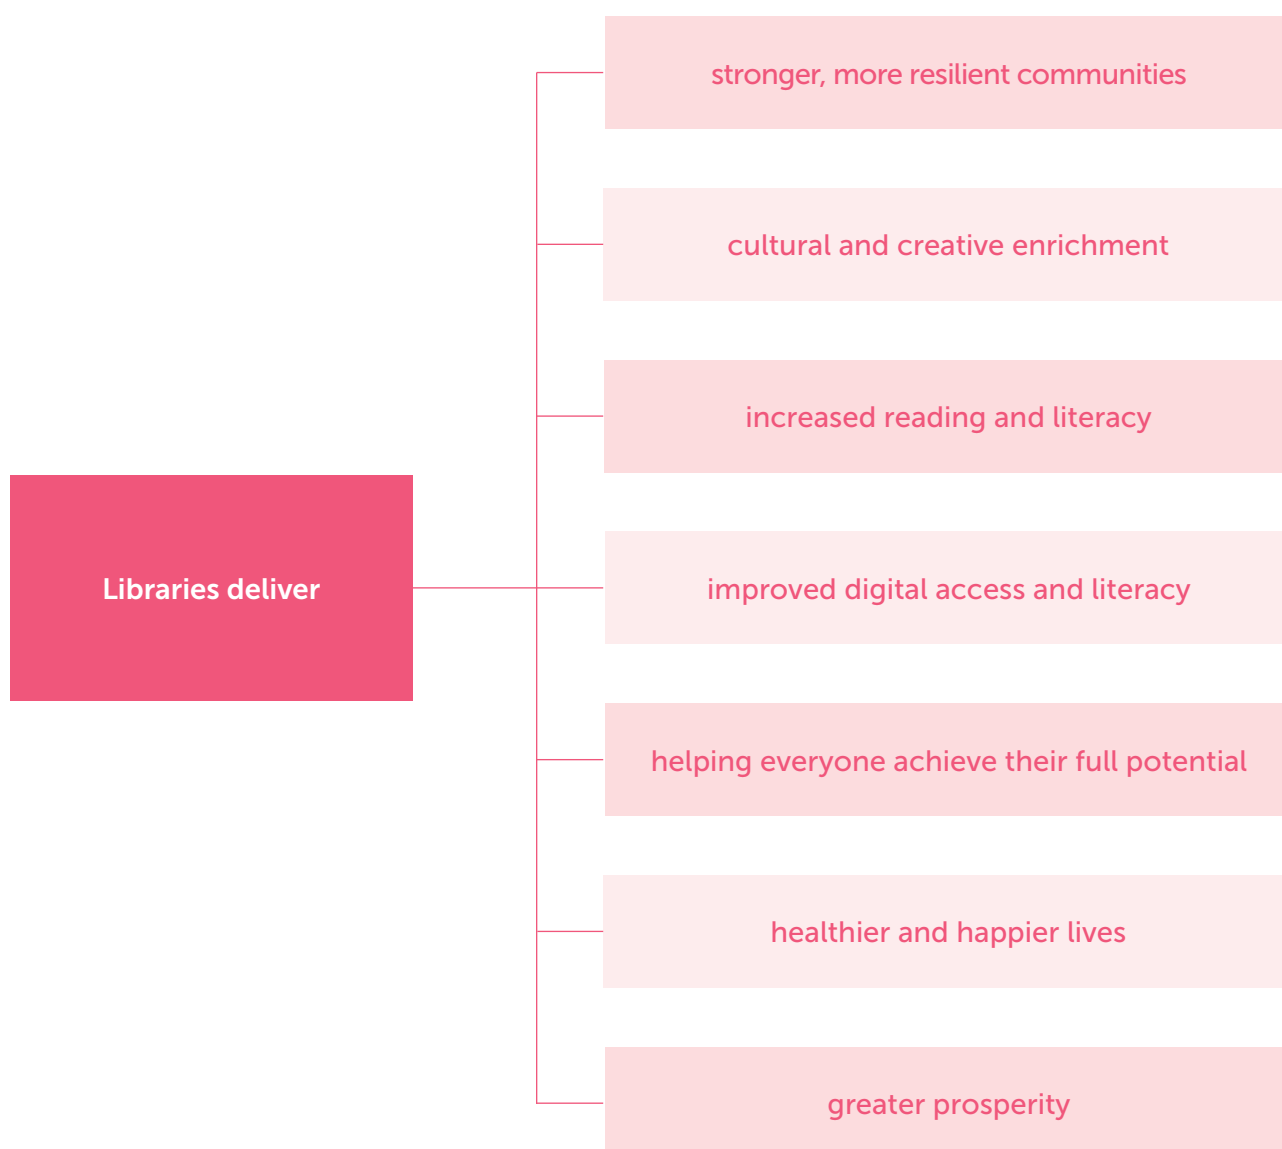 stronger, more resilient communities
cultural and creative enrichment
increased reading and literacy
Libraries deliver
improved digital access and literacy
helping everyone achieve their full potential
healthier and happier lives
greater prosperity